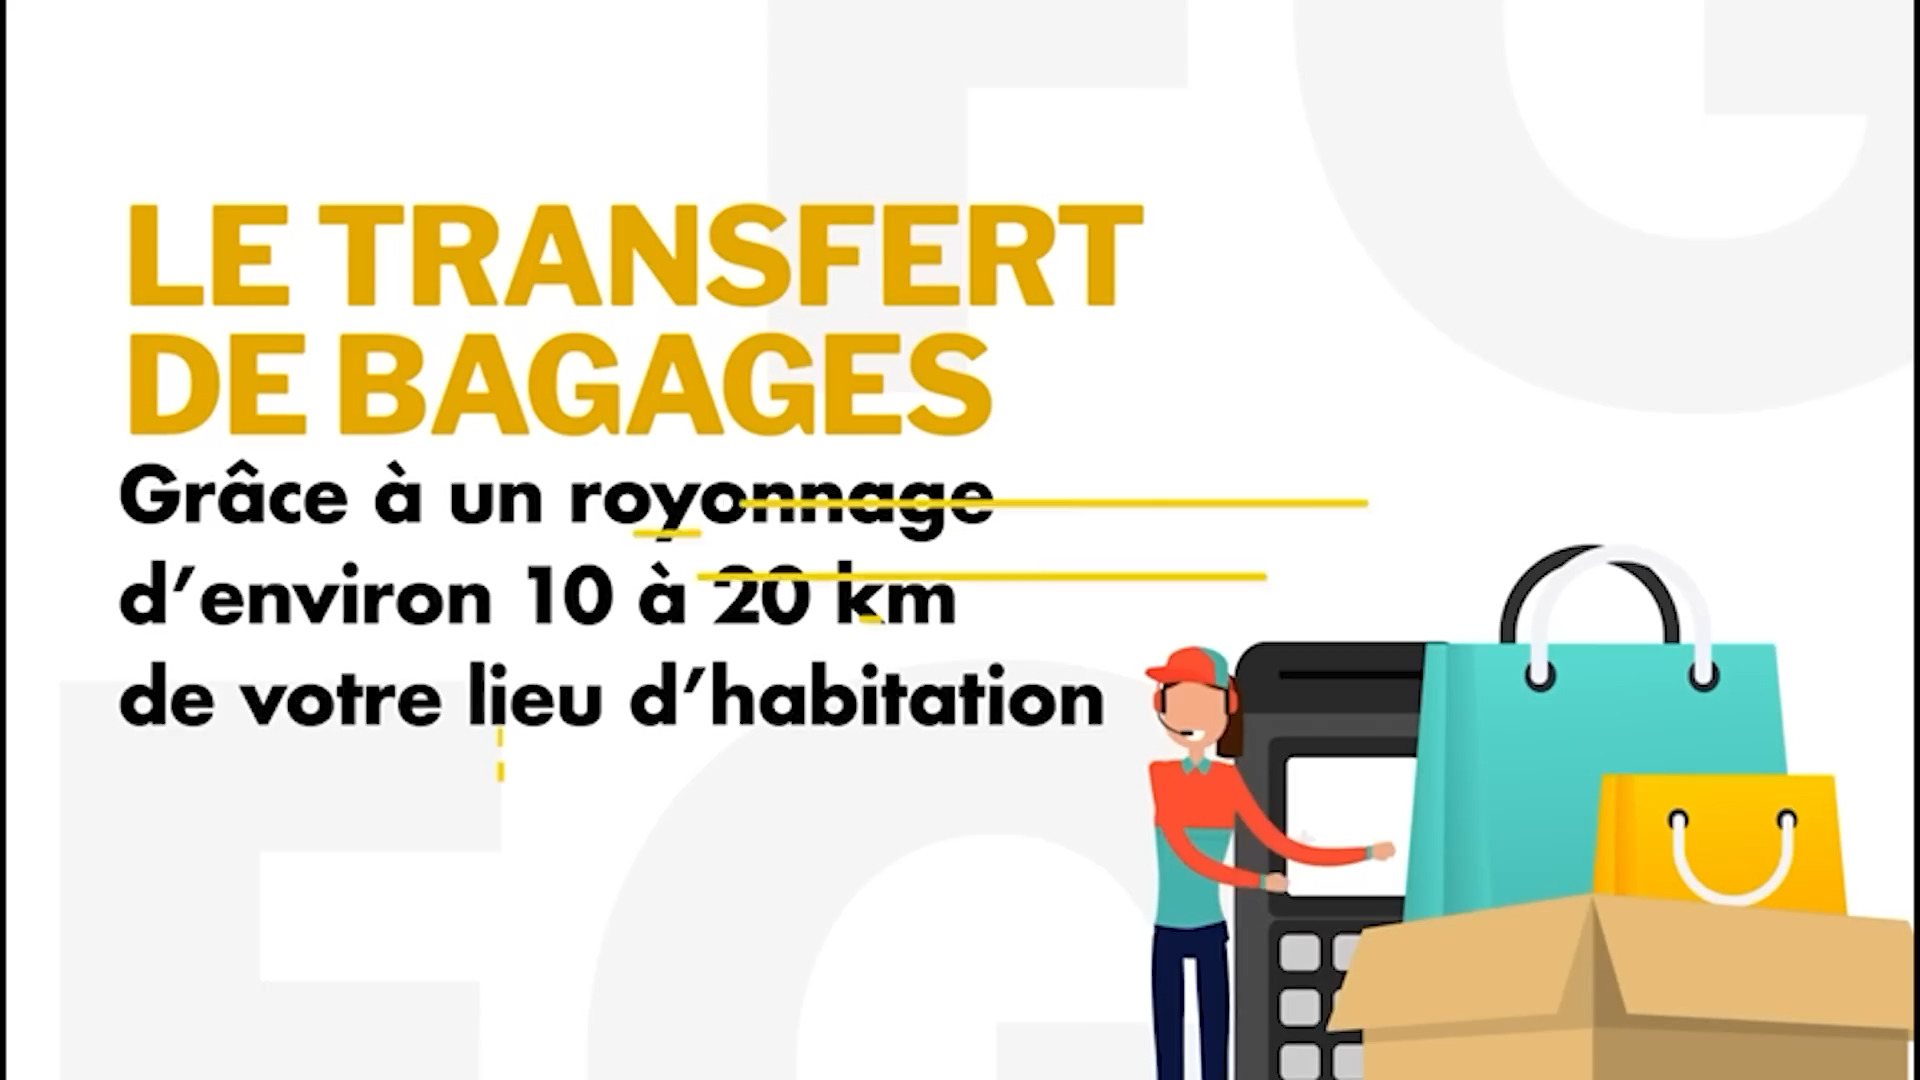 LE TRANSFERT
DE BAGAGES
Grâce à un royonnage
d’environ 10 à 20 km
de votre lieu d’habitation